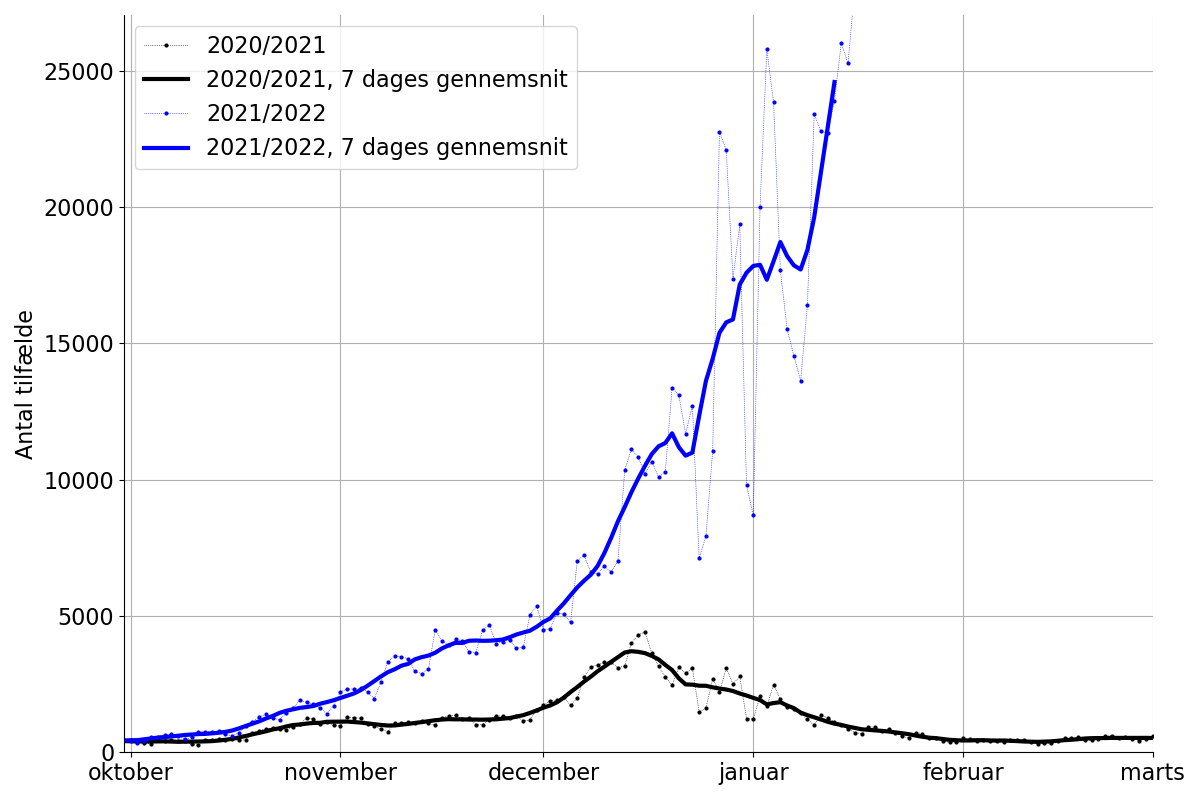 2020/2021
2020/2021, 7 dages gennemsnit
2021/2022
2021/2022, 7 dages gennemsnit
Antal tilfælde
25000
20000
15000
10000
5000
0
oktober november december januar februar marts